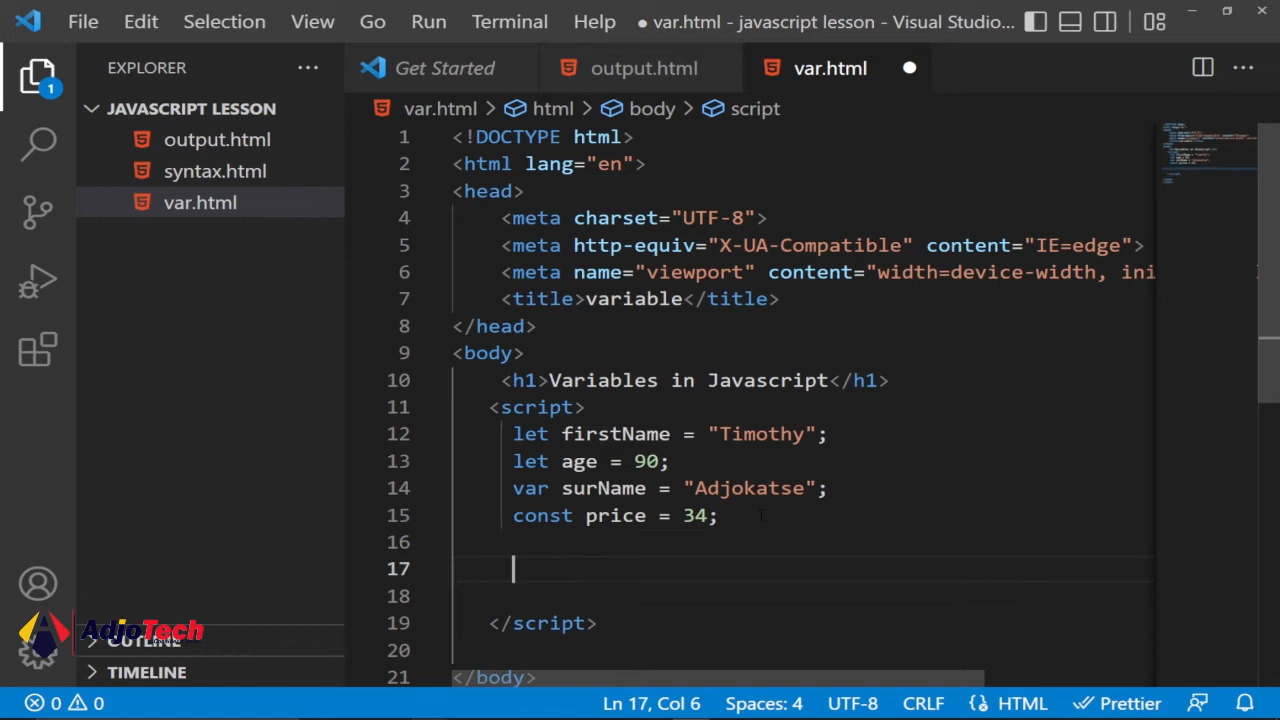 File Edit Selection View Go Run Terminal Help ● var.html - javascript lesson - Visual Studio...
EXPLORER ...
1
JAVASCRIPT LESSON
output.html
syntax.html
var.html
Get Started output.html var.html ● ...
var.html > html > body > script
1 <!DOCTYPE html>
2 <html lang="en">
3 <head>
4 <meta charset="UTF-8">
5 <meta http-equiv="X-UA-Compatible" content="IE=edge">
6 <meta name="viewport" content="width=device-width, ini
7 <title>variable</title>
8 </head>
9 <body>
10 <h1>Variables in Javascript</h1>
11 <script>
12 let firstName = "Timothy";
13 let age = 90;
14 var surName = "Adjokatse";
15 const price = 34;
16
17
18
19 </script>
20
21 </body>
AdjoTech
OUTLINE
TIMELINE
0 0 Ln 17, Col 6 Spaces: 4 UTF-8 CRLF HTML Prettier